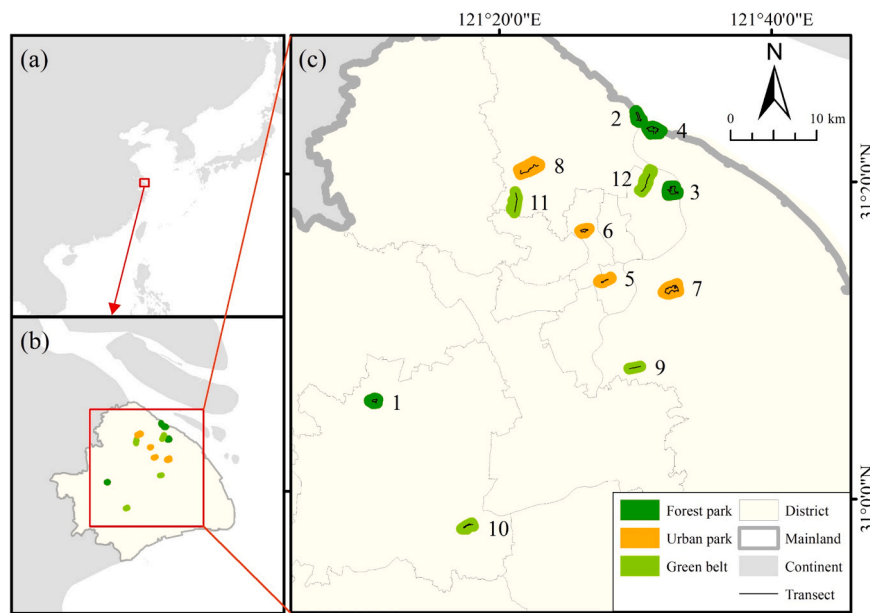 121°20'0"E
121°40'0"E
(a)
(b)
(c)
N
0
10 km
2
4
8
12
3
11
6
5
7
9
1
10
31°20'0"N
31°0'0"N
Forest park
District
Urban park
Mainland
Green belt
Continent
Transect